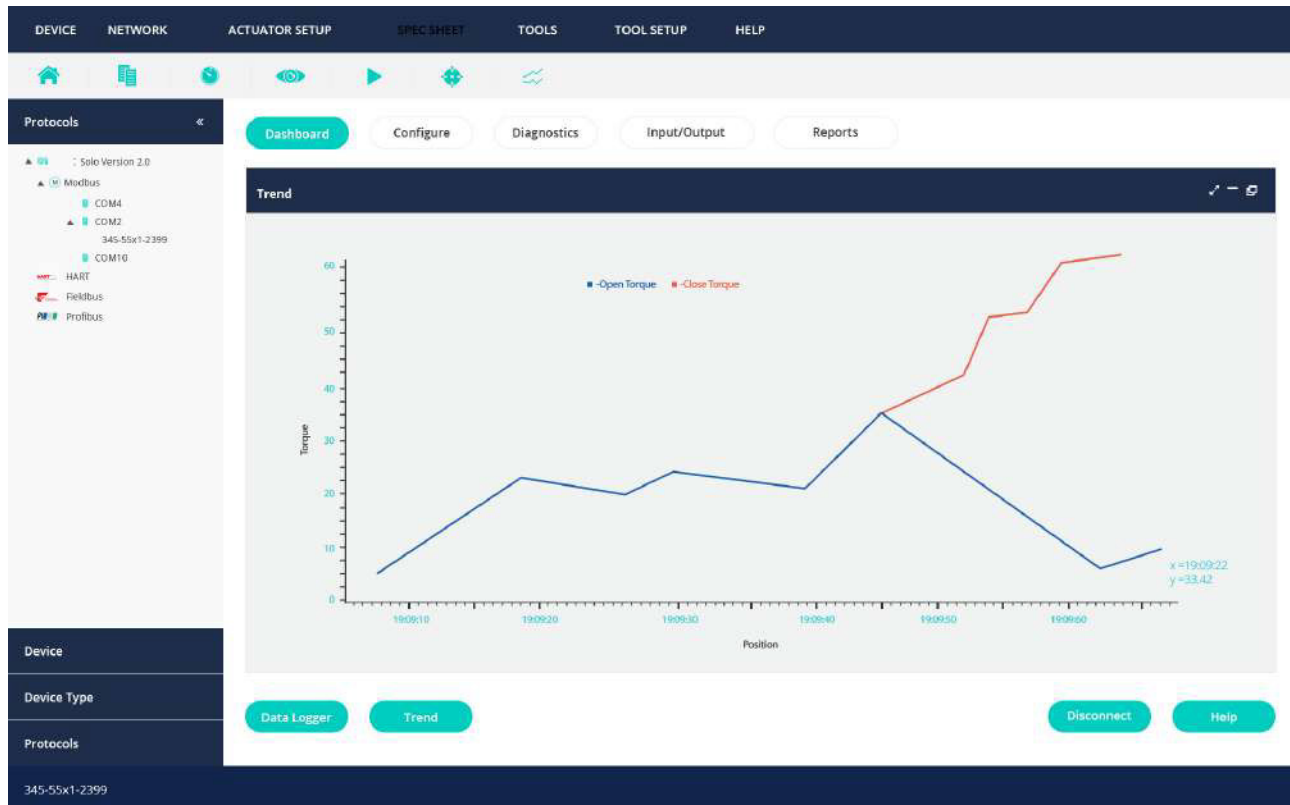 DEVICE NETWORK ACTUATOR SETUP SPEC SHEET TOOLS TOOL SETUP HELP
Protocols «
: Solo Version 2.0
M Modbus
COM4
COM2
345-55x1-2399
COM10
HART HART
Fieldbus
Profibus
Device
Device Type
Protocols
Dashboard Configure Diagnostics Input/Output Reports
Trend
-Open Torque -Close Torque
60
50
40
30
20
10
0
Torque
19:09:10 19:09:20 19:09:30 19:09:40 19:09:50 19:09:60
Position
x =19:09:22
y =33.42
Data Logger Trend Disconnect Help
345-55x1-2399